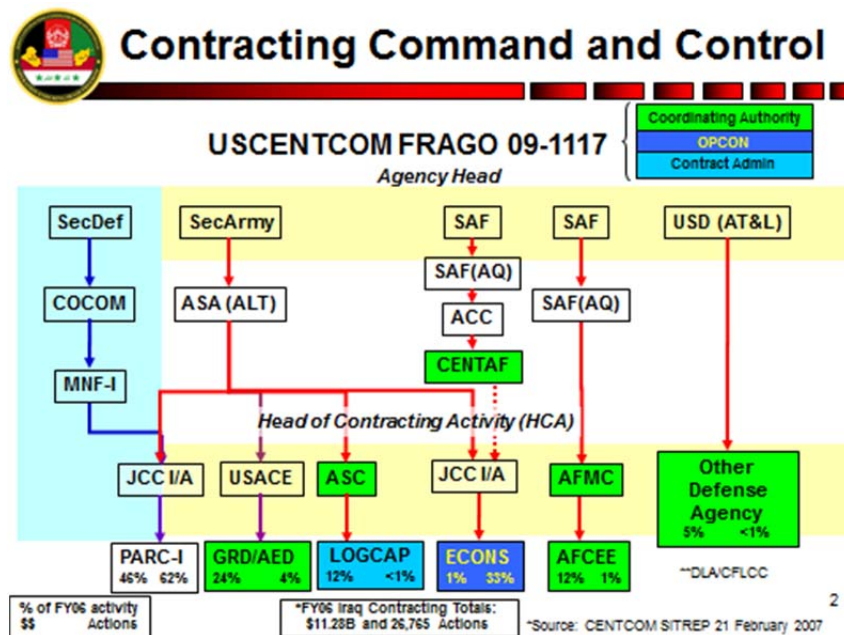 Contracting Command and Control
USCENTCOM FRAGO 09-1117
Coordinating Authority
OPCON
Contract Admin
Agency Head
SecDef
SecArmy
SAF
SAF
USD (AT&L)
SAF(AQ)
COCOM
ASA (ALT)
ACC
SAF(AQ)
CENTAF
MNF-I
Head of Contracting Activity (HCA)
JCC I/A
USACE
ASC
JCC I/A
AFMC
Other
Defense
Agency
5% <1%
PARC-I
46% 62%
GRD/AED
24% 4%
LOGCAP
12% <1%
ECONS
1% 33%
AFCEE
12% 1%
**DLA/CFLCC
2
% of FY06 activity
$$ Actions
*FY06 Iraq Contracting Totals:
$11.28B and 26,765 Actions
*Source: CENTCOM SITREP 21 February 2007